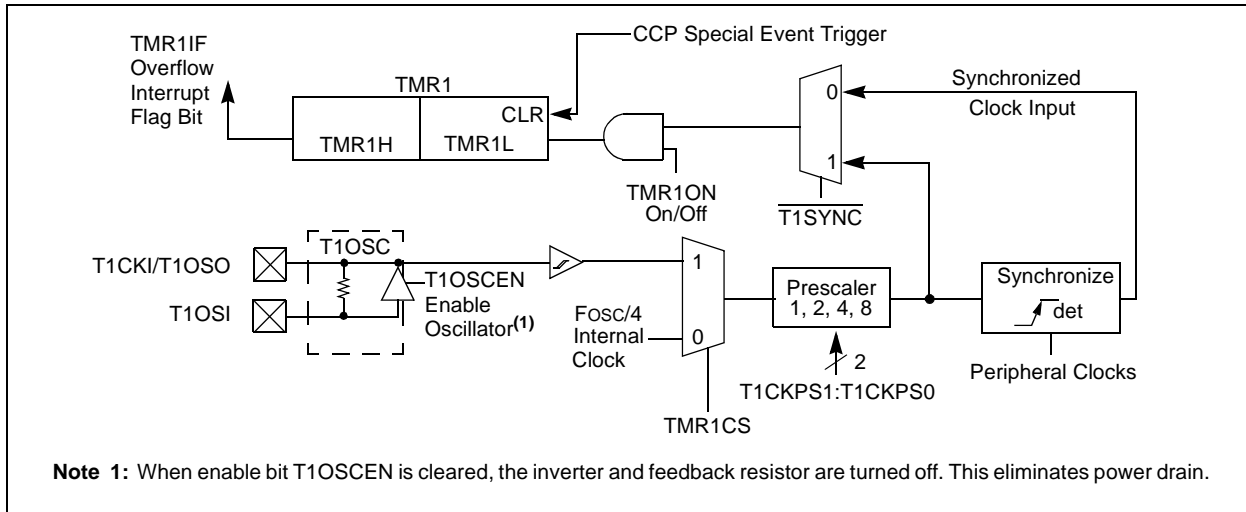 TMR1IF
Overflow
Interrupt
Flag Bit
CCP Special Event Trigger
TMR1
CLR
TMR1H
TMR1L
TMR1ON
On/Off
0
1
T1SYNC
Synchronized
Clock Input
T1CKI/T1OSO
T1OSI
T1OSC
T1OSCEN
Enable
Oscillator(1)
FOSC/4
Internal
Clock
1
0
TMR1CS
Prescaler
1, 2, 4, 8
2
T1CKPS1:T1CKPS0
Synchronize
det
Peripheral Clocks
Note 1: When enable bit T1OSCEN is cleared, the inverter and feedback resistor are turned off. This eliminates power drain.